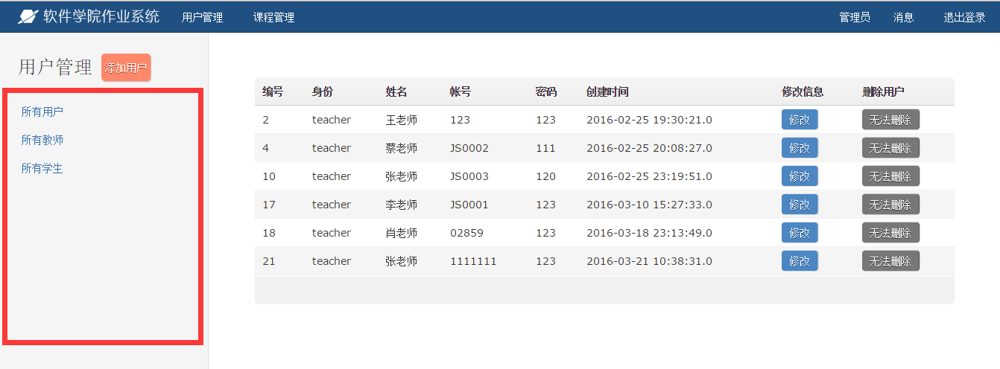 软件学院作业系统 用户管理 课程管理 管理员 消息 退出登录
用户管理 添加用户
所有用户
所有教师
所有学生
编号 身份 姓名 帐号 密码 创建时间 修改信息 删除用户
2 teacher 王老师 123 123 2016-02-25 19:30:21.0 修改 无法删除
4 teacher 蔡老师 JS0002 111 2016-02-25 20:08:27.0 修改 无法删除
10 teacher 张老师 JS0003 120 2016-02-25 23:19:51.0 修改 无法删除
17 teacher 李老师 JS0001 123 2016-03-10 15:27:33.0 修改 无法删除
18 teacher 肖老师 02859 123 2016-03-18 23:13:49.0 修改 无法删除
21 teacher 张老师 1111111 123 2016-03-21 10:38:31.0 修改 无法删除